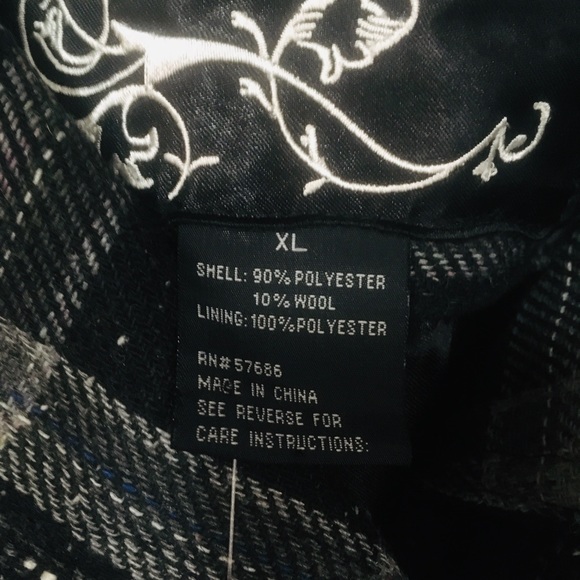 XL
SHELL: 90% POLYESTER
10% WOOL
LINING: 100% POLYESTER
RN# 57686
MADE IN CHINA
SEE REVERSE FOR
CARE INSTRUCTIONS: